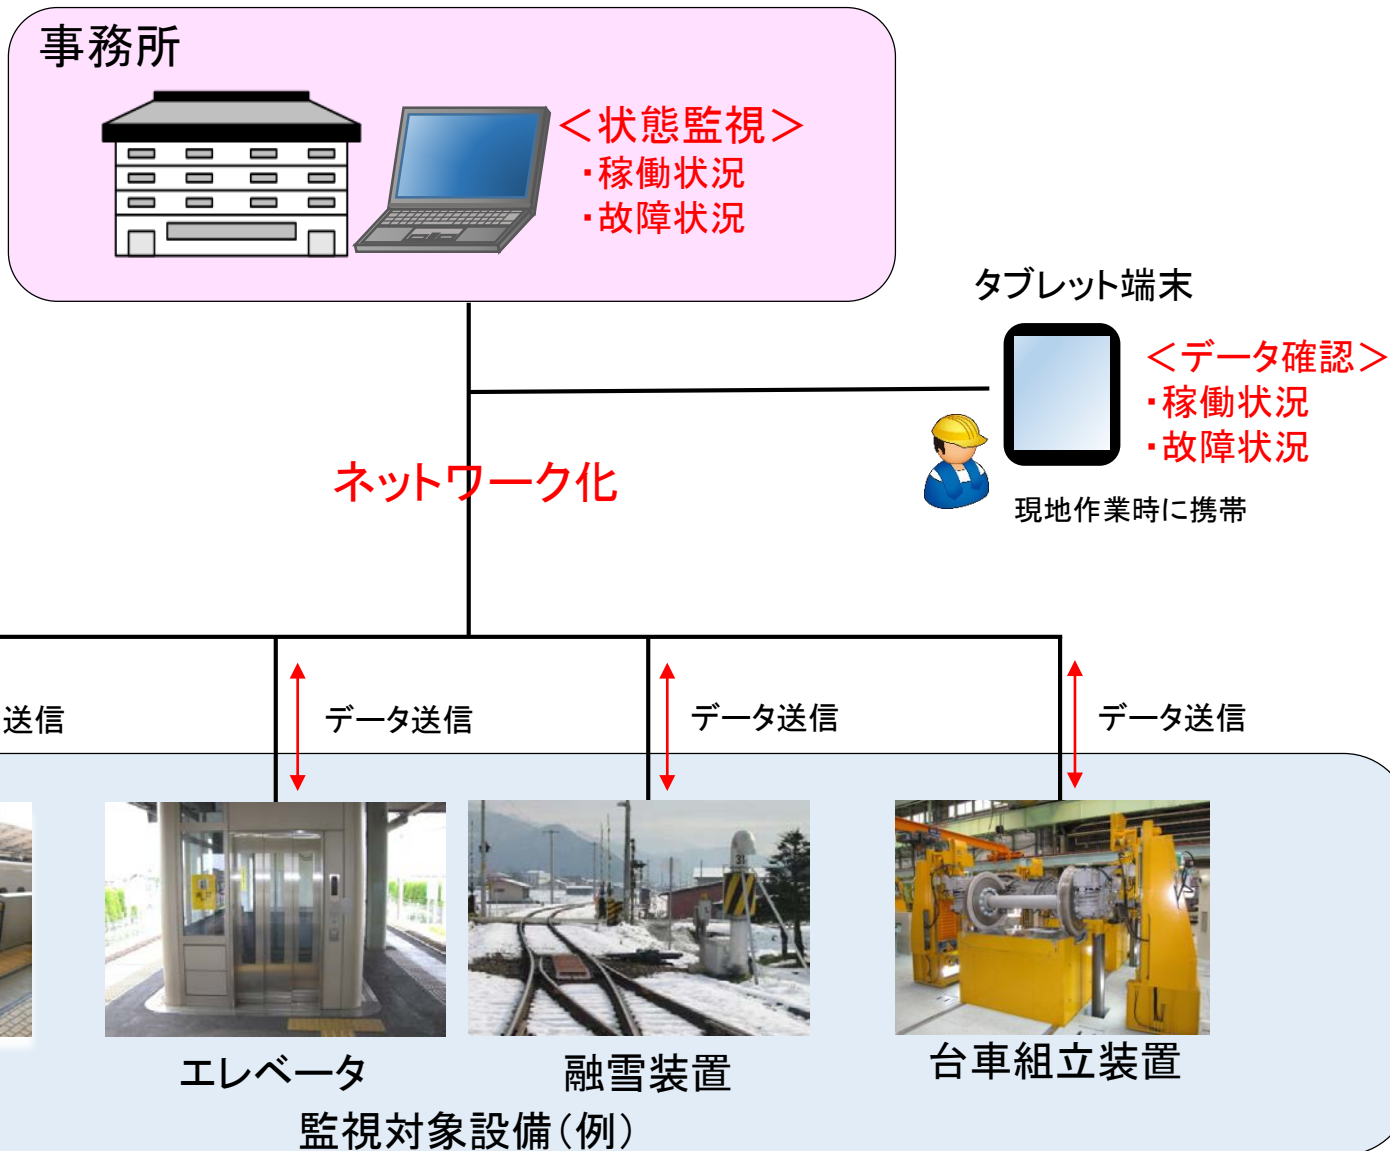 事務所
＜状態監視＞
・稼働状況
・故障状況
タブレット端末
＜データ確認＞
・稼働状況
・故障状況
現地作業時に携帯
ネットワーク化
送信
データ送信
データ送信
データ送信
31
エレベータ
融雪装置
台車組立装置
監視対象設備（例）